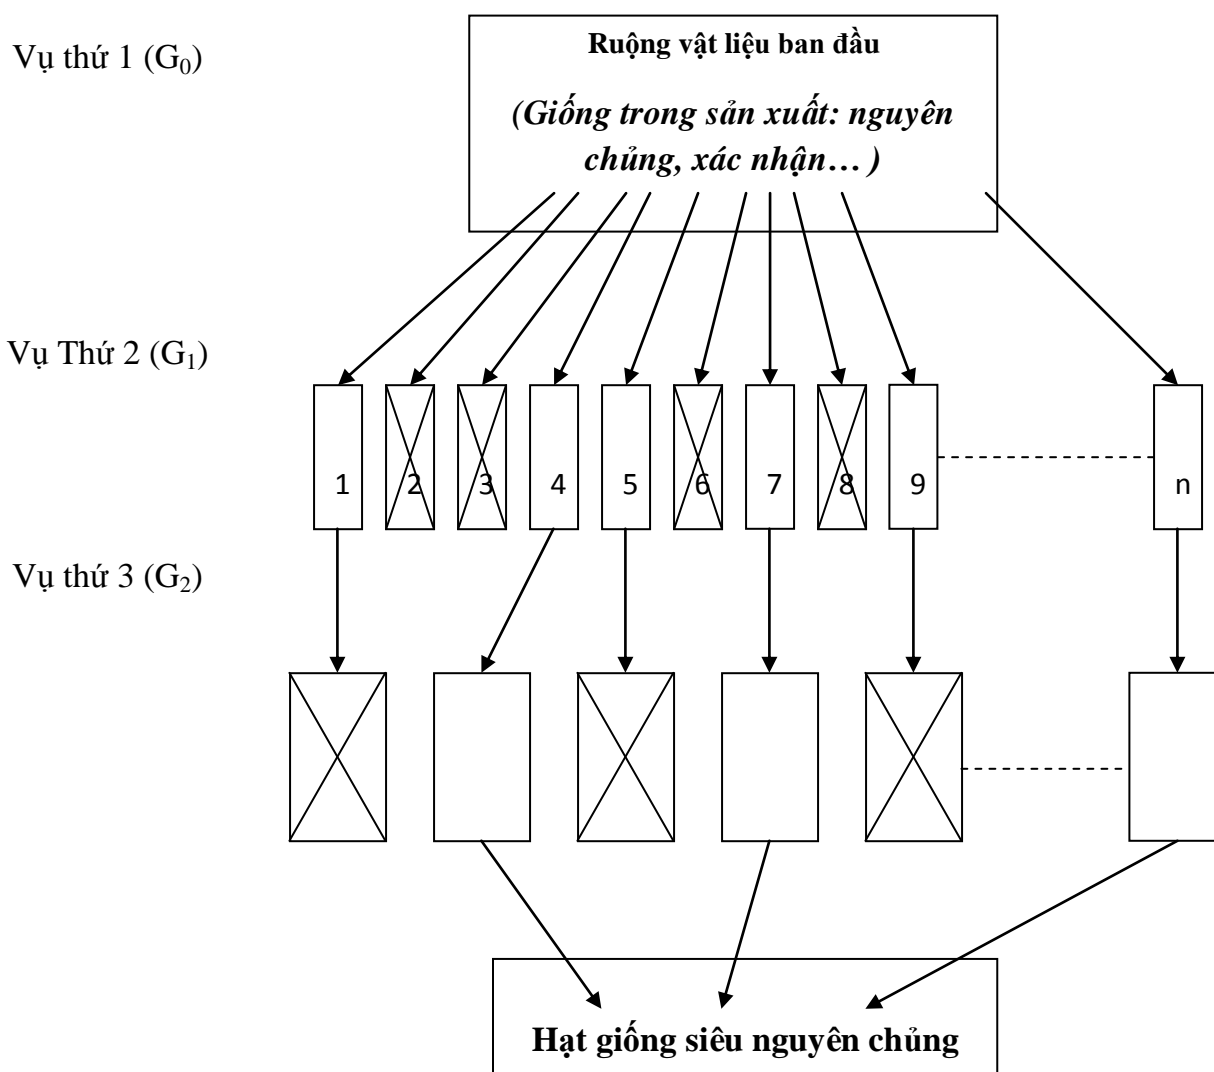 Vụ thứ 1 (G₀)
Ruộng vật liệu ban đầu
(Giống trong sản xuất: nguyên
chủng, xác nhận… )
Vụ Thứ 2 (G₁)
1 2 3 4 5 6 7 8 9 n
Vụ thứ 3 (G₂)
Hạt giống siêu nguyên chủng